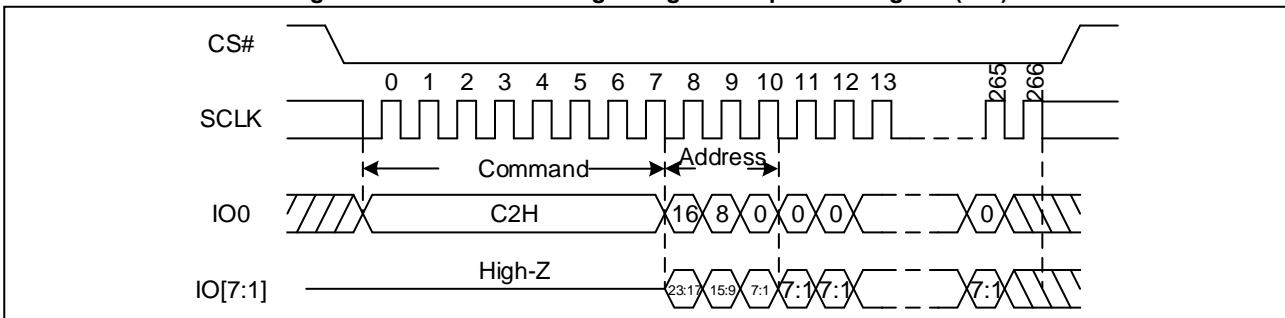 CS#
0 1 2 3 4 5 6 7 8 9 10 11 12 13 265 266
SCLK
Command Address
IO0 C2H 16 8 0 0 0 0
High-Z
IO[7:1] 23:17 15:9 7:1 7:1 7:1 7:1